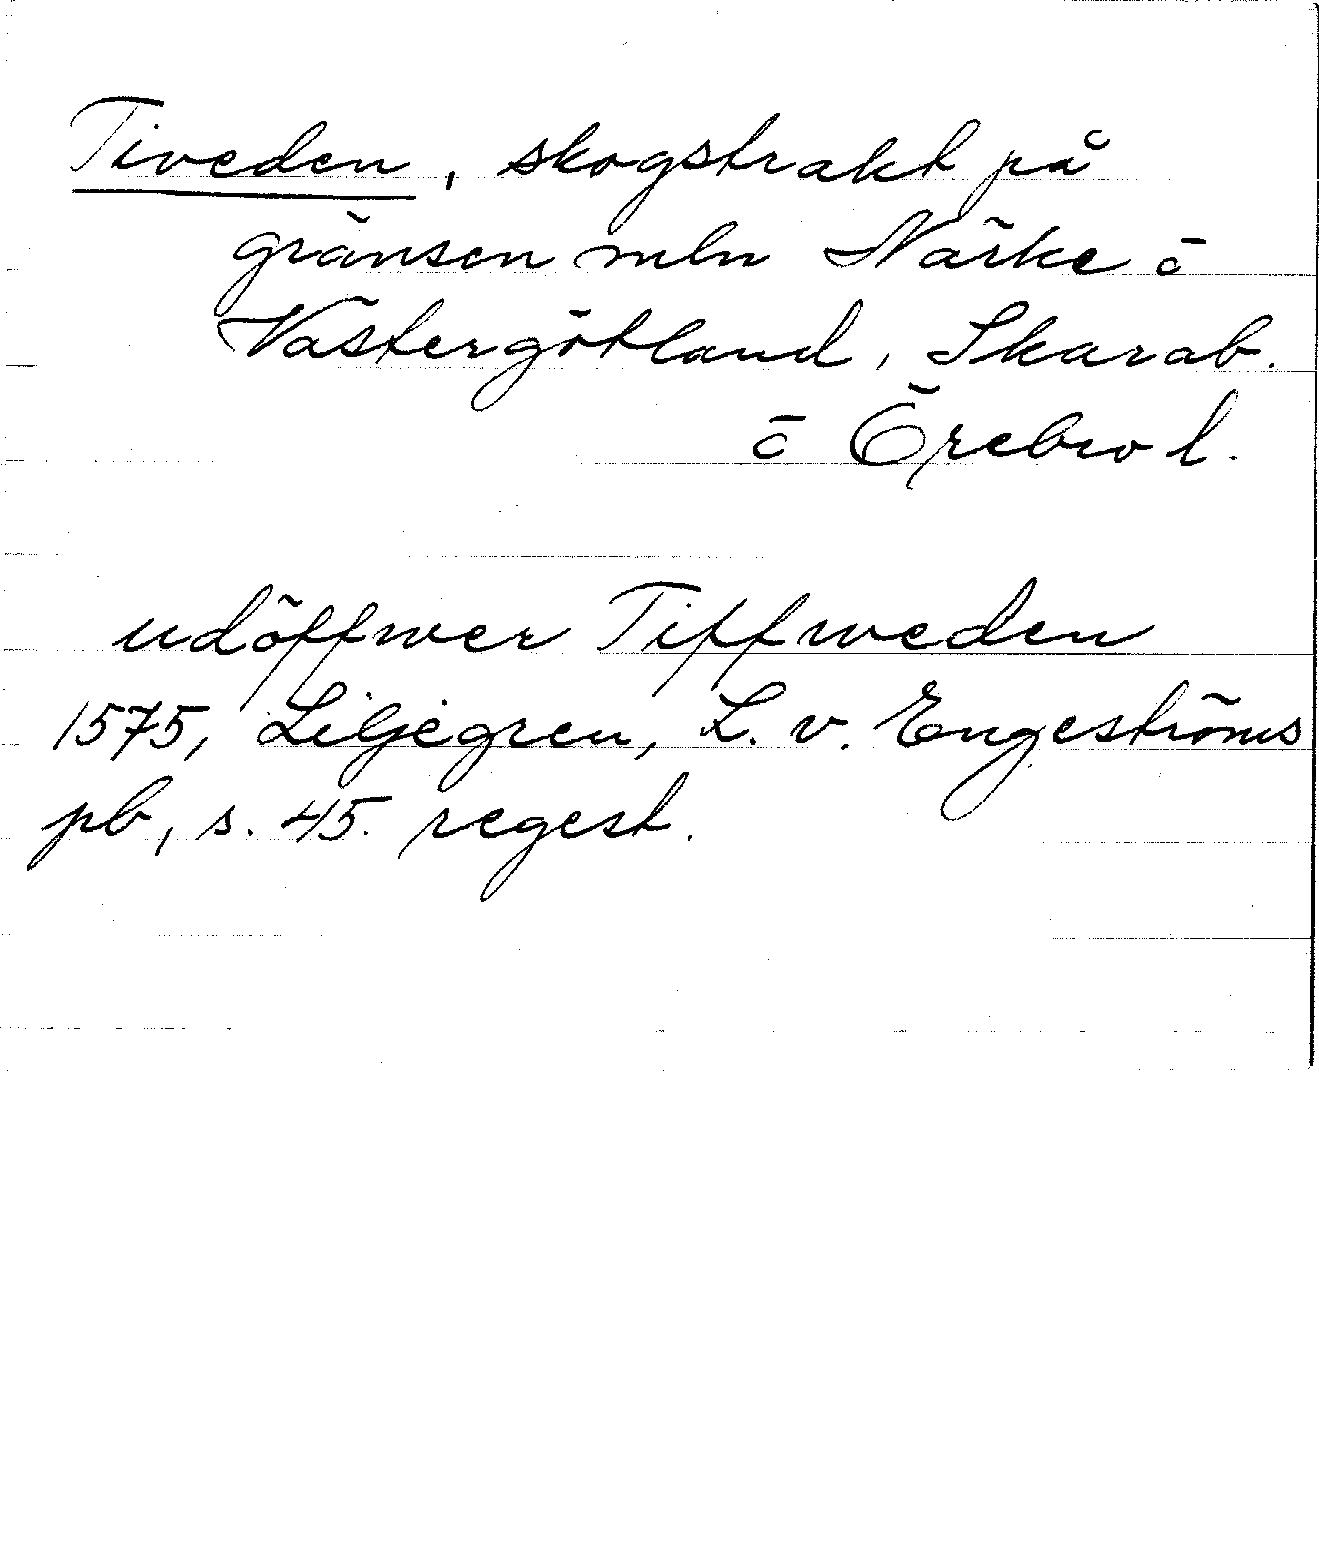 Tiveden, skogstrakt på
gränsen mln Närke o
Västergötland, Skarab.
o Örebro l.
udöffwer Tiffweden
1575, Liljegren, L. v. Engeströms
pb, s. 45. regest.